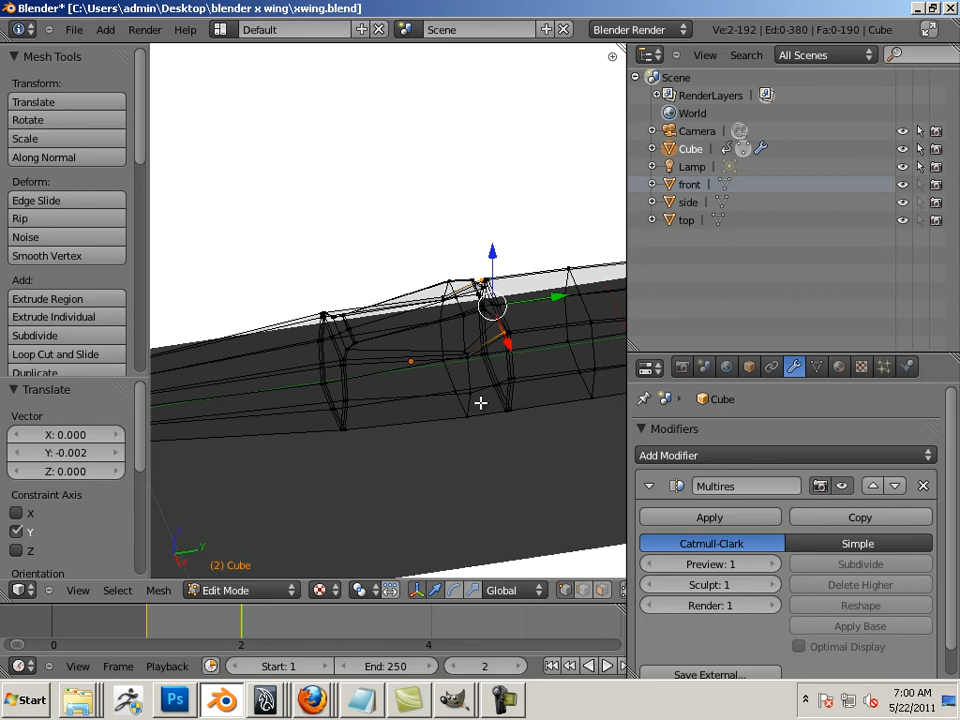 Blender* [C:\Users\admin\Desktop\blender x wing\xwing.blend]
File Add Render Help Default Scene Blender Render Ve:2-192 | Ed:0-380 | Fa:0-190 | Cube
Mesh Tools
Transform:
Translate
Rotate
Scale
Along Normal
Deform:
Edge Slide
Rip
Noise
Smooth Vertex
Add:
Extrude Region
Extrude Individual
Subdivide
Loop Cut and Slide
Duplicate
Translate
Vector
X: 0.000
Y: -0.002
Z: 0.000
Constraint Axis
X
Y
Z
Orientation
z
y
x
(2) Cube
View Select Mesh Edit Mode Global
0 2 4
View Frame Playback Start: 1 End: 250 2
View Search All Scenes
Scene
RenderLayers |
World
Camera |
Cube |
Lamp |
front |
side |
top |
Cube
Modifiers
Add Modifier
Multires
Apply Copy
Catmull-Clark Simple
Preview: 1 Subdivide
Sculpt: 1 Delete Higher
Render: 1 Reshape
Apply Base
Optimal Display
Save External...
Start Ps 7:00 AM
5/22/2011